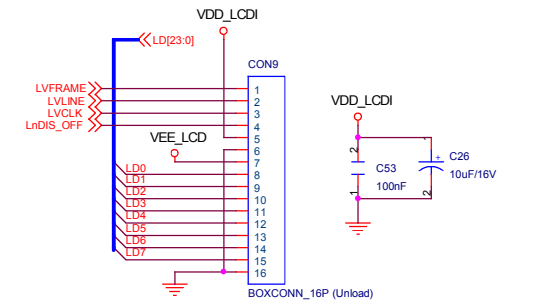 VDD_LCDI
LD[23:0]
CON9
LVFRAME
LVLINE
LVCLK
LnDIS_OFF
VEE_LCD
1
2
3
4
5
6
7
8
9
10
11
12
13
14
15
16
LD0
LD1
LD2
LD3
LD4
LD5
LD6
LD7
BOXCONN_16P (Unload)
VDD_LCDI
2
1
C53
100nF
1
+
2
C26
10uF/16V